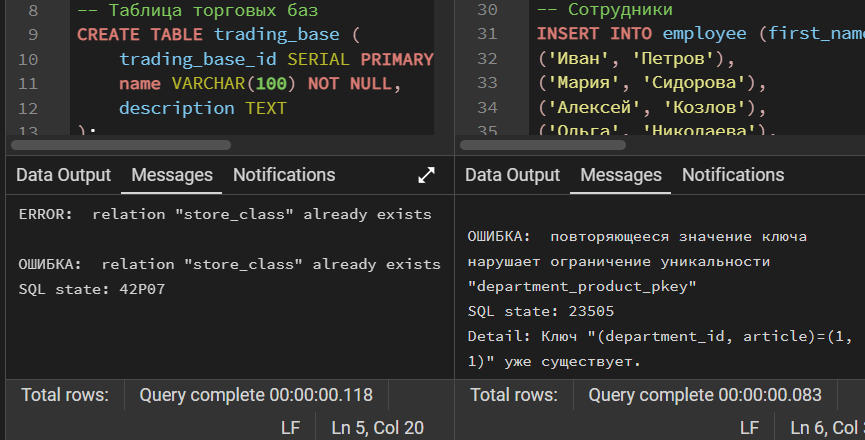 8 -- Таблица торговых баз
9 CREATE TABLE trading_base (
10 trading_base_id SERIAL PRIMARY
11 name VARCHAR(100) NOT NULL,
12 description TEXT
13 );
Data Output Messages Notifications
ERROR:  relation "store_class" already exists
ОШИБКА:  relation "store_class" already exists
SQL state: 42P07
Total rows: Query complete 00:00:00.118
LF Ln 5, Col 20
30 -- Сотрудники
31 INSERT INTO employee (first_name
32 ('Иван', 'Петров'),
33 ('Мария', 'Сидорова'),
34 ('Алексей', 'Козлов'),
35 ('Ольга', 'Николаева'),
Data Output Messages Notifications
ОШИБКА:  повторяющееся значение ключа
нарушает ограничение уникальности
"department_product_pkey"
SQL state: 23505
Detail: Ключ "(department_id, article)=(1,
1)" уже существует.
Total rows: Query complete 00:00:00.083
LF Ln 6, Col